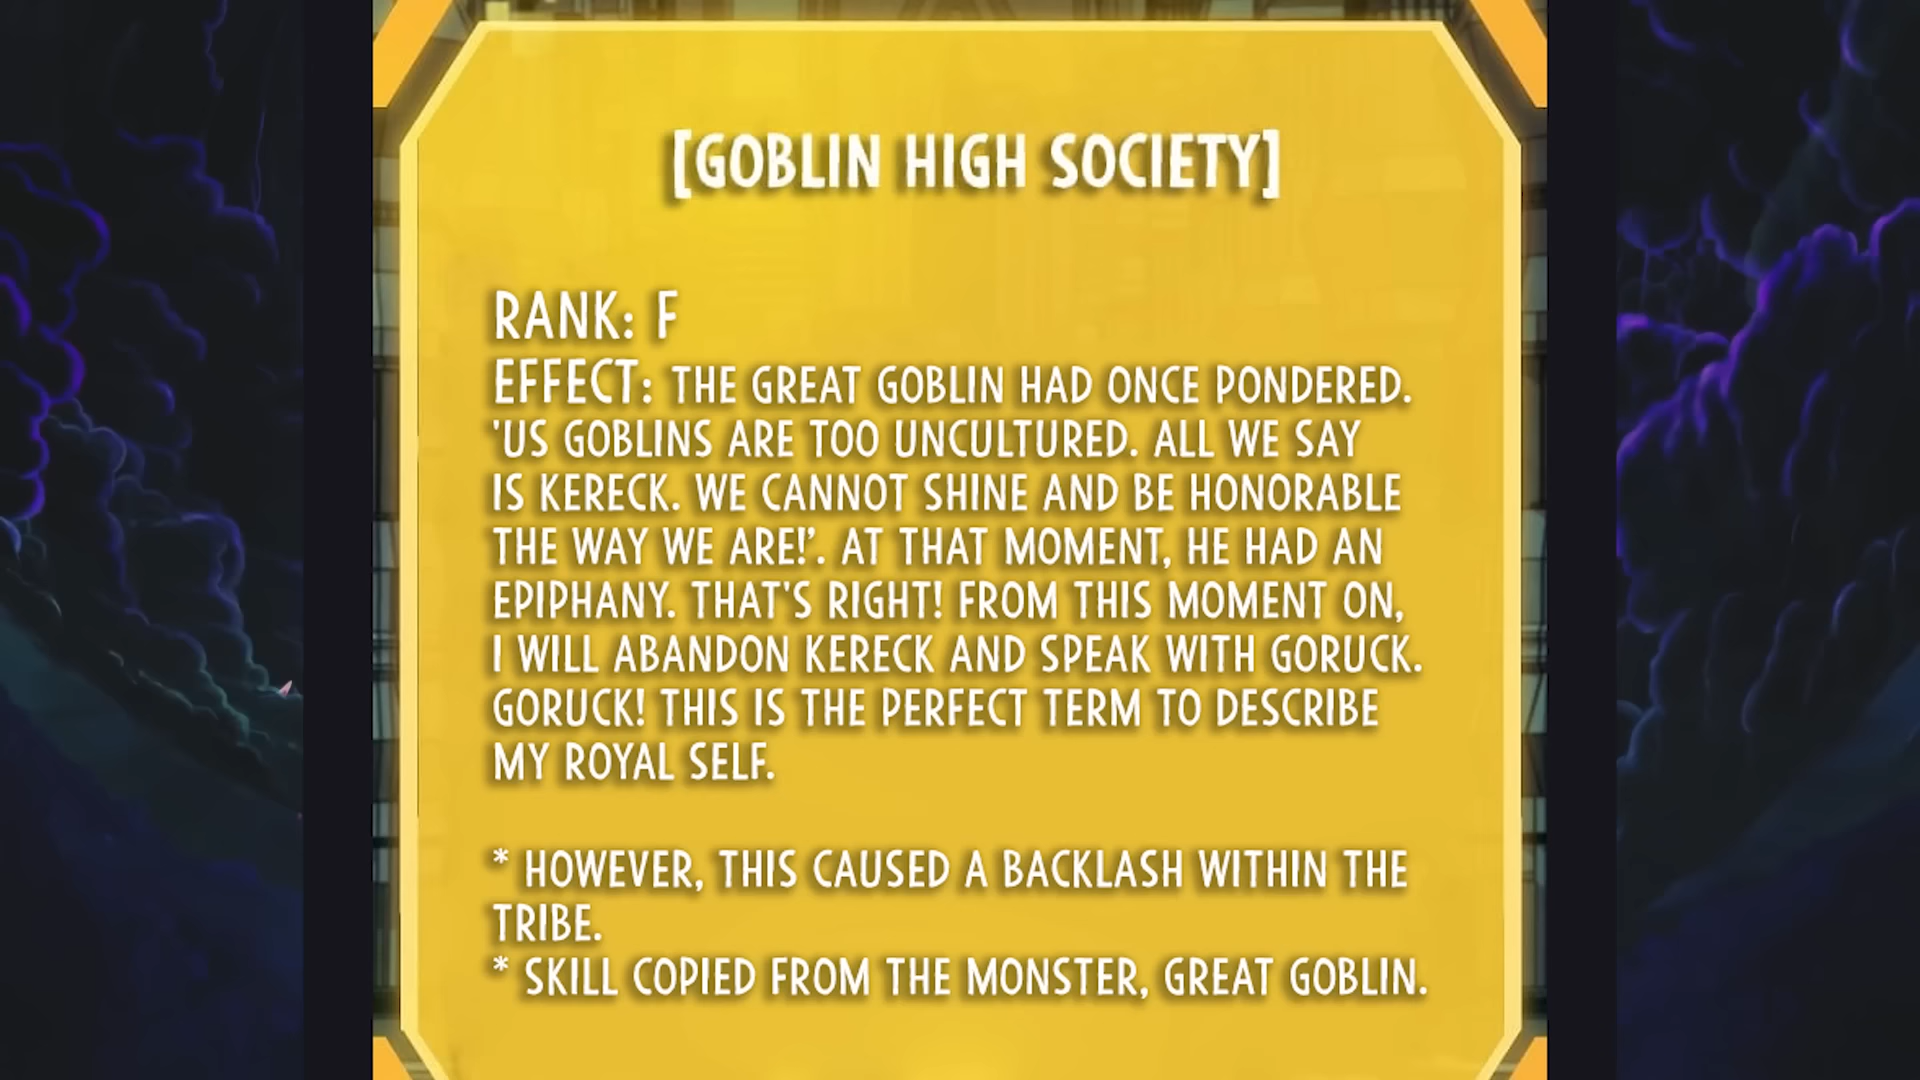 [GOBLIN HIGH SOCIETY]
RANK: F
EFFECT: THE GREAT GOBLIN HAD ONCE PONDERED.
'US GOBLINS ARE TOO UNCULTURED. ALL WE SAY
IS KERECK. WE CANNOT SHINE AND BE HONORABLE
THE WAY WE ARE!’. AT THAT MOMENT, HE HAD AN
EPIPHANY. THAT'S RIGHT! FROM THIS MOMENT ON,
I WILL ABANDON KERECK AND SPEAK WITH GORUCK.
GORUCK! THIS IS THE PERFECT TERM TO DESCRIBE
MY ROYAL SELF.
* HOWEVER, THIS CAUSED A BACKLASH WITHIN THE
TRIBE.
* SKILL COPIED FROM THE MONSTER, GREAT GOBLIN.